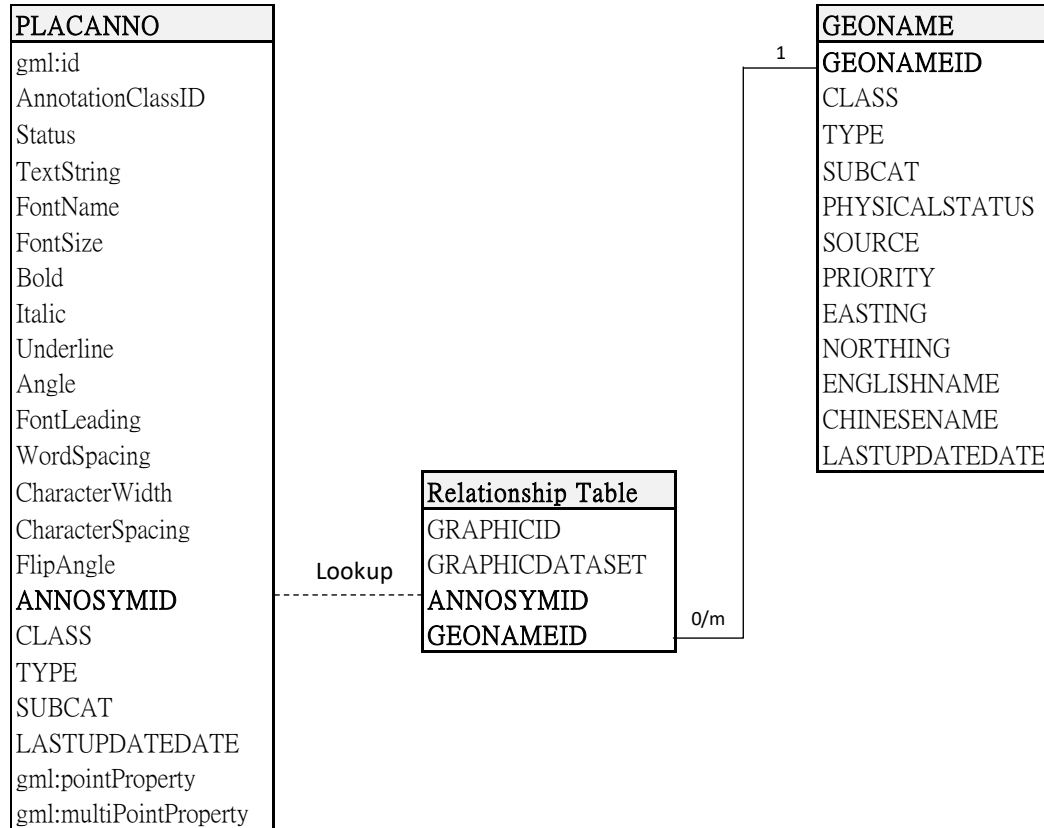 PLACANNO
gml:id
AnnotationClassID
Status
TextString
FontName
FontSize
Bold
Italic
Underline
Angle
FontLeading
WordSpacing
CharacterWidth
CharacterSpacing
FlipAngle
ANNOSYMID
CLASS
TYPE
SUBCAT
LASTUPDATEDATE
gml:pointProperty
gml:multiPointProperty
Lookup
Relationship Table
GRAPHICID
GRAPHICDATASET
ANNOSYMID
GEONAMEID
0/m
1
GEONAME
GEONAMEID
CLASS
TYPE
SUBCAT
PHYSICALSTATUS
SOURCE
PRIORITY
EASTING
NORTHING
ENGLISHNAME
CHINESENAME
LASTUPDATEDATE